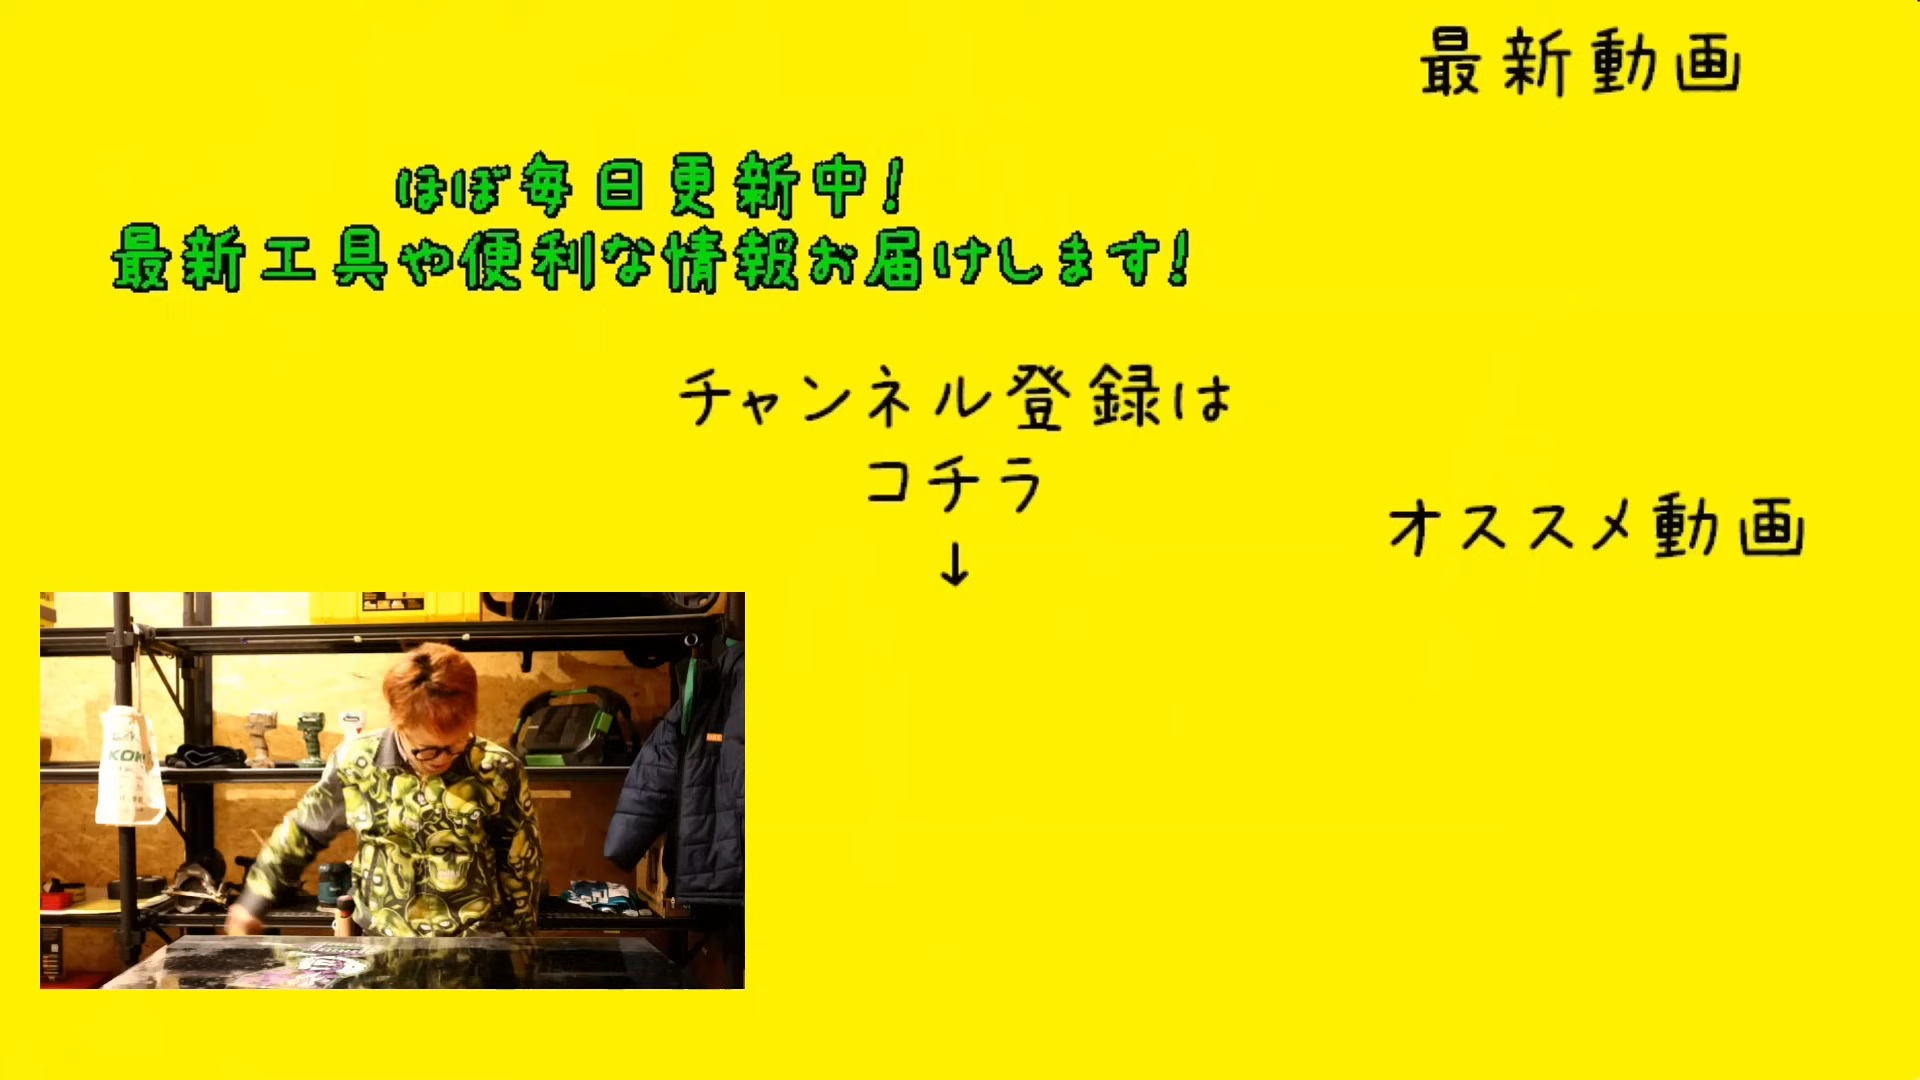 最新動画
ほぼ毎日更新中!
最新工具や便利な情報お届けします!
チャンネル登録は
コチラ
↓
オススメ動画